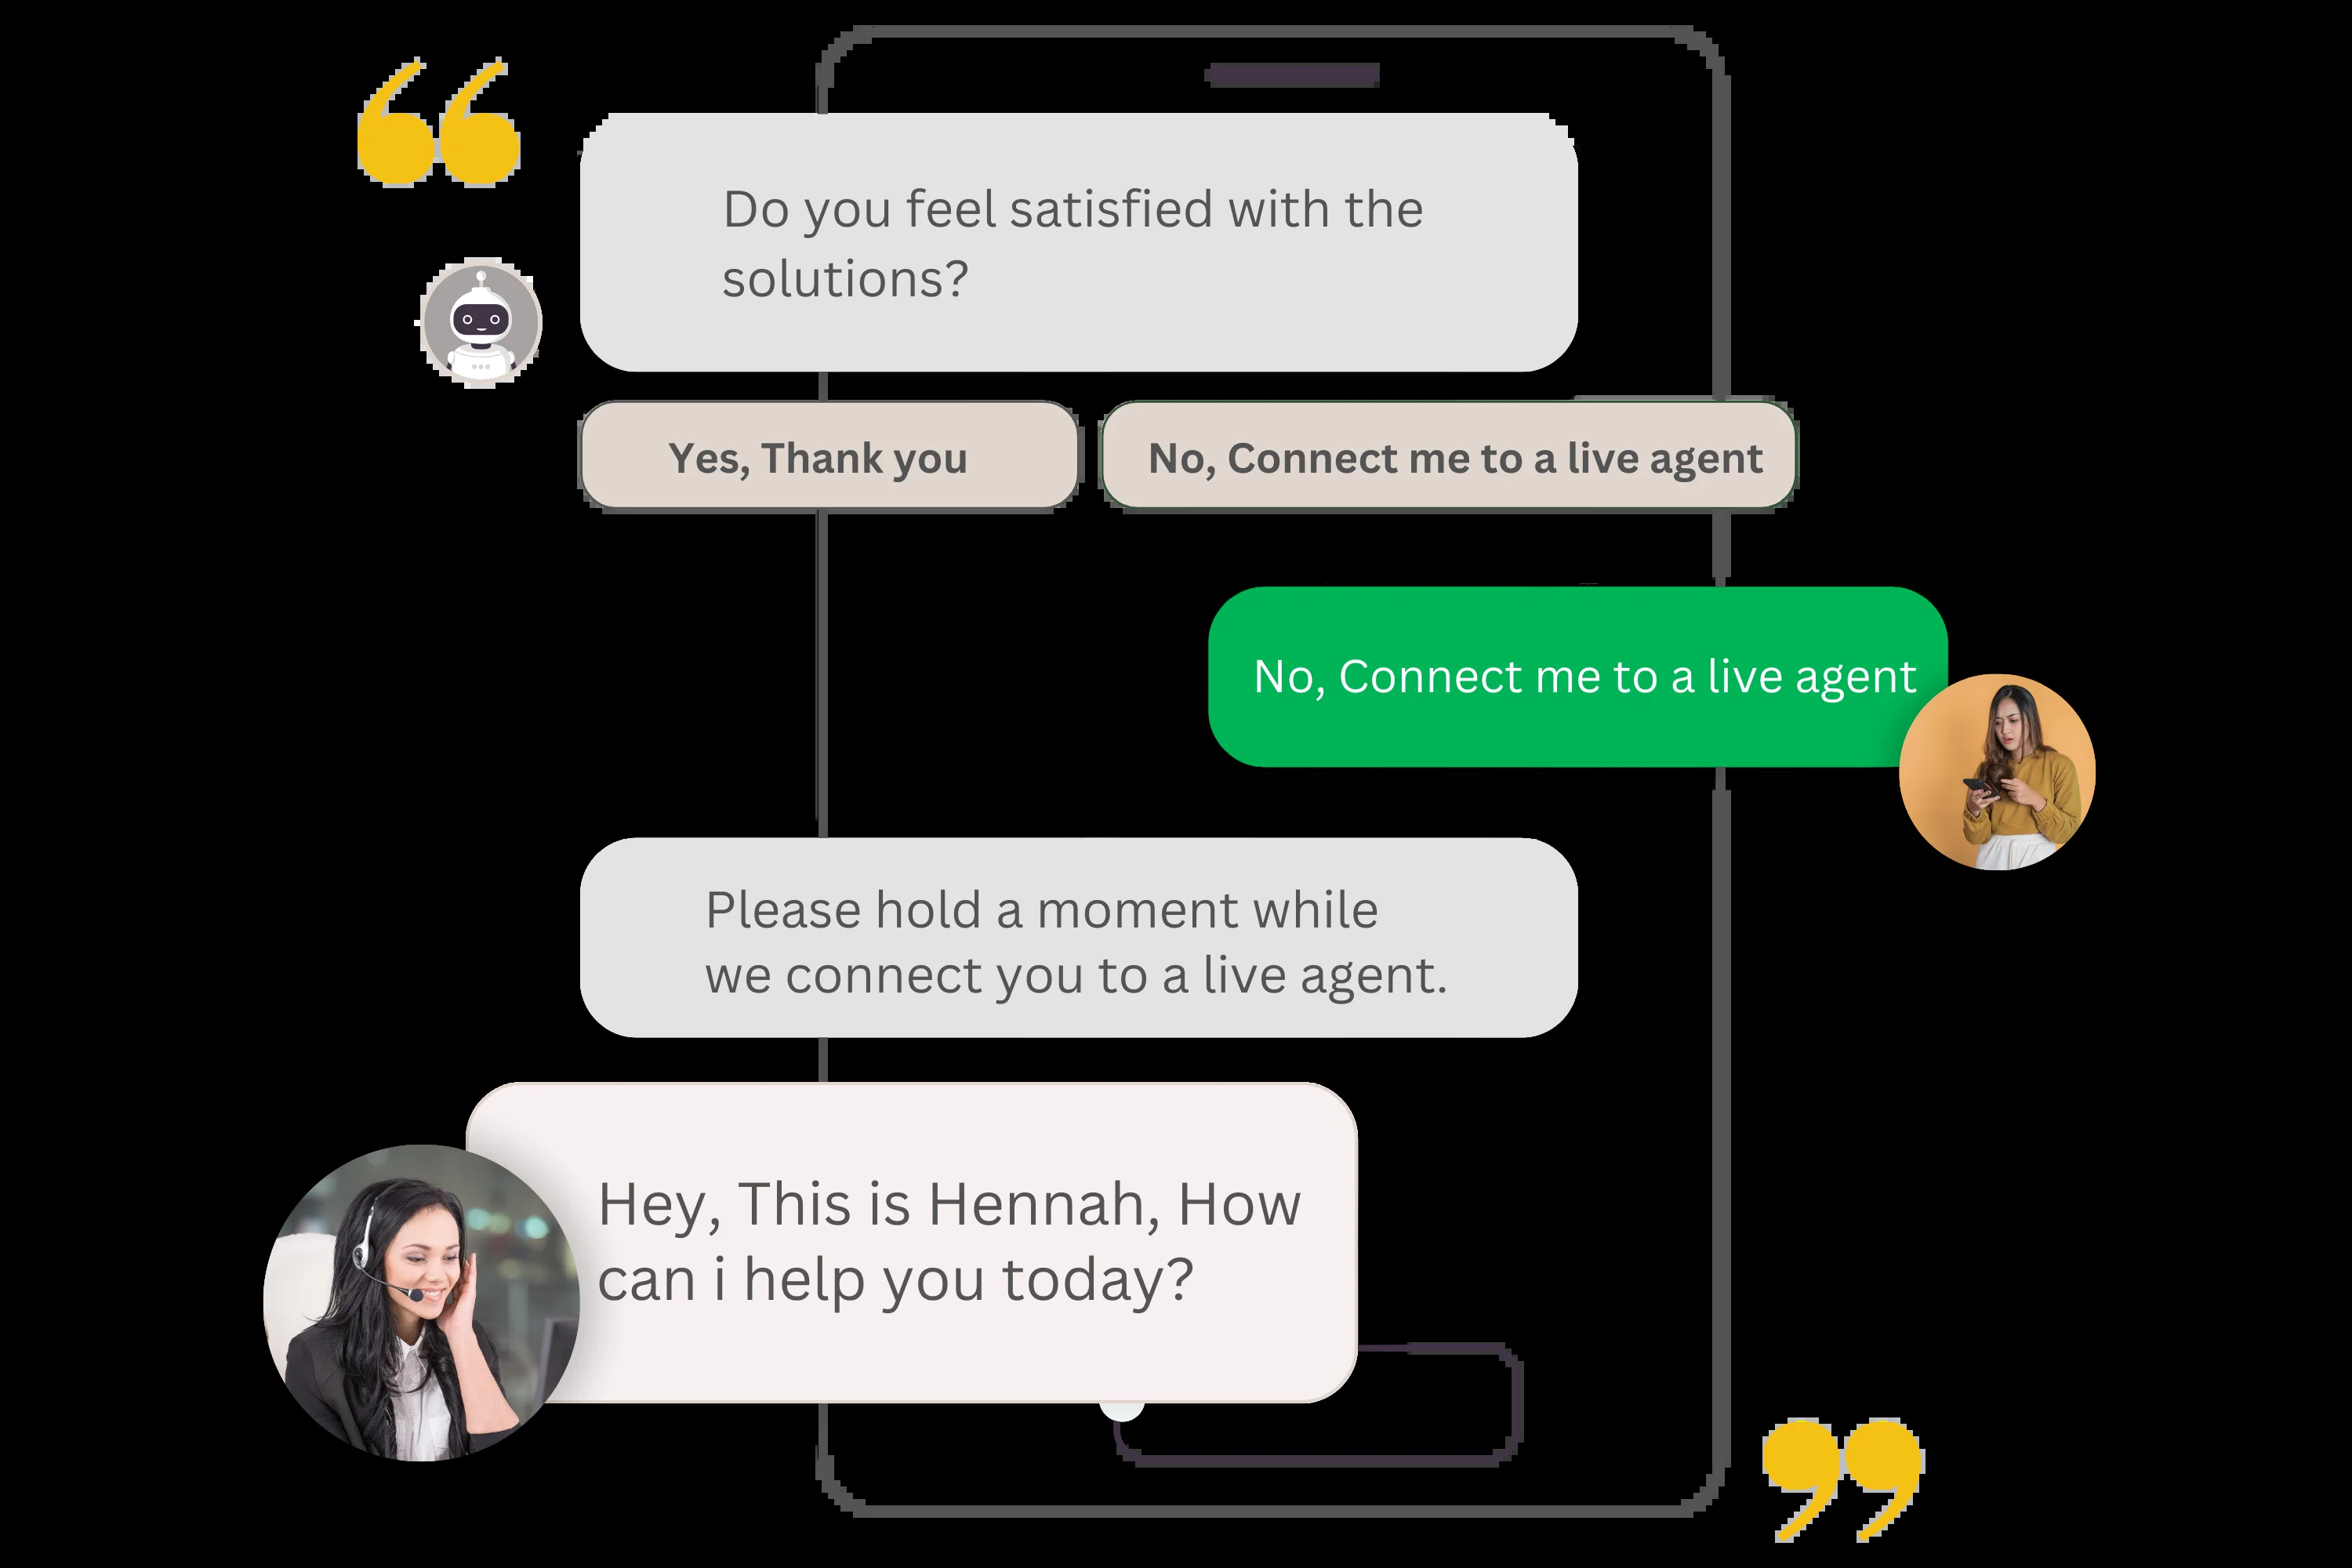 Do you feel satisfied with the
solutions?
Yes, Thank you
No, Connect me to a live agent
No, Connect me to a live agent
Please hold a moment while
we connect you to a live agent.
Hey, This is Hennah, How
can i help you today?